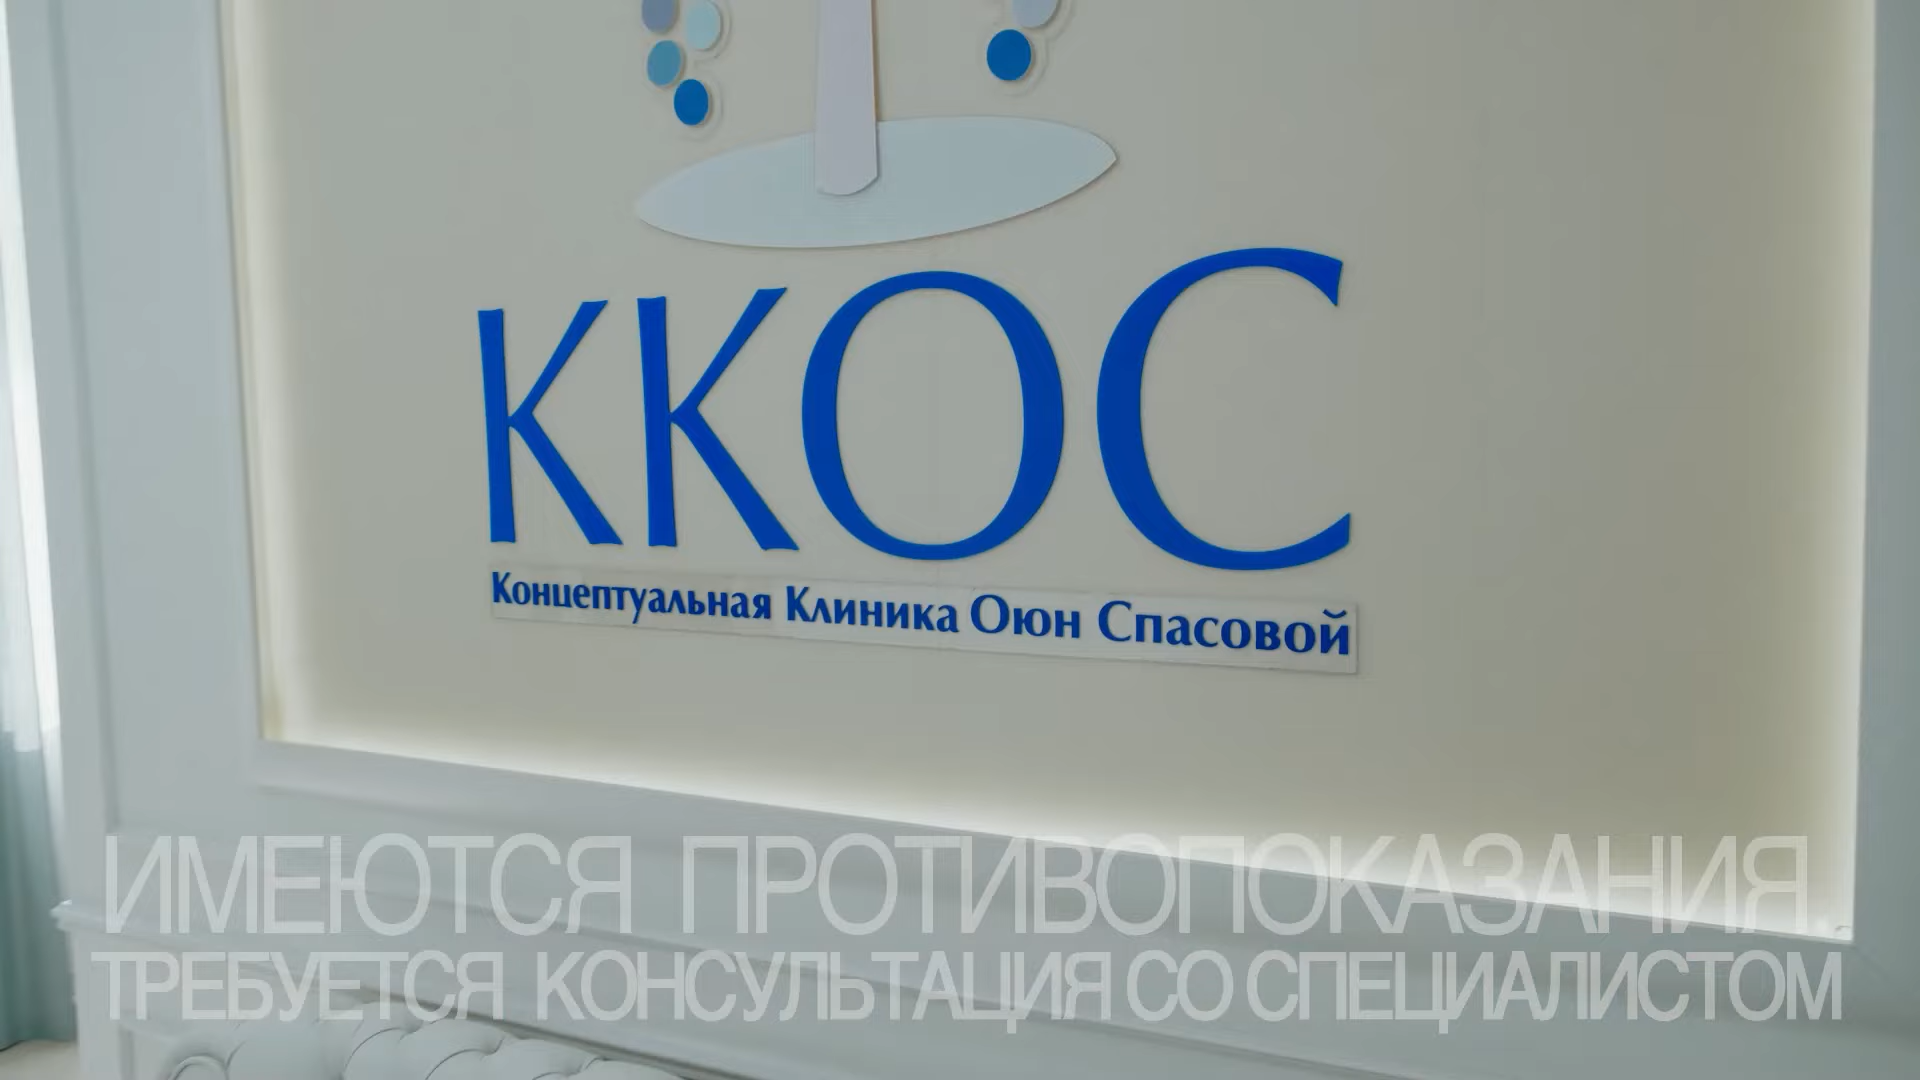 ККОС
Концептуальная Клиника Оюн Спасовой
ИМЕЮТСЯ ПРОТИВОПОКАЗАНИЯ
ТРЕБУЕТСЯ КОНСУЛЬТАЦИЯ СО СПЕЦИАЛИСТОМ